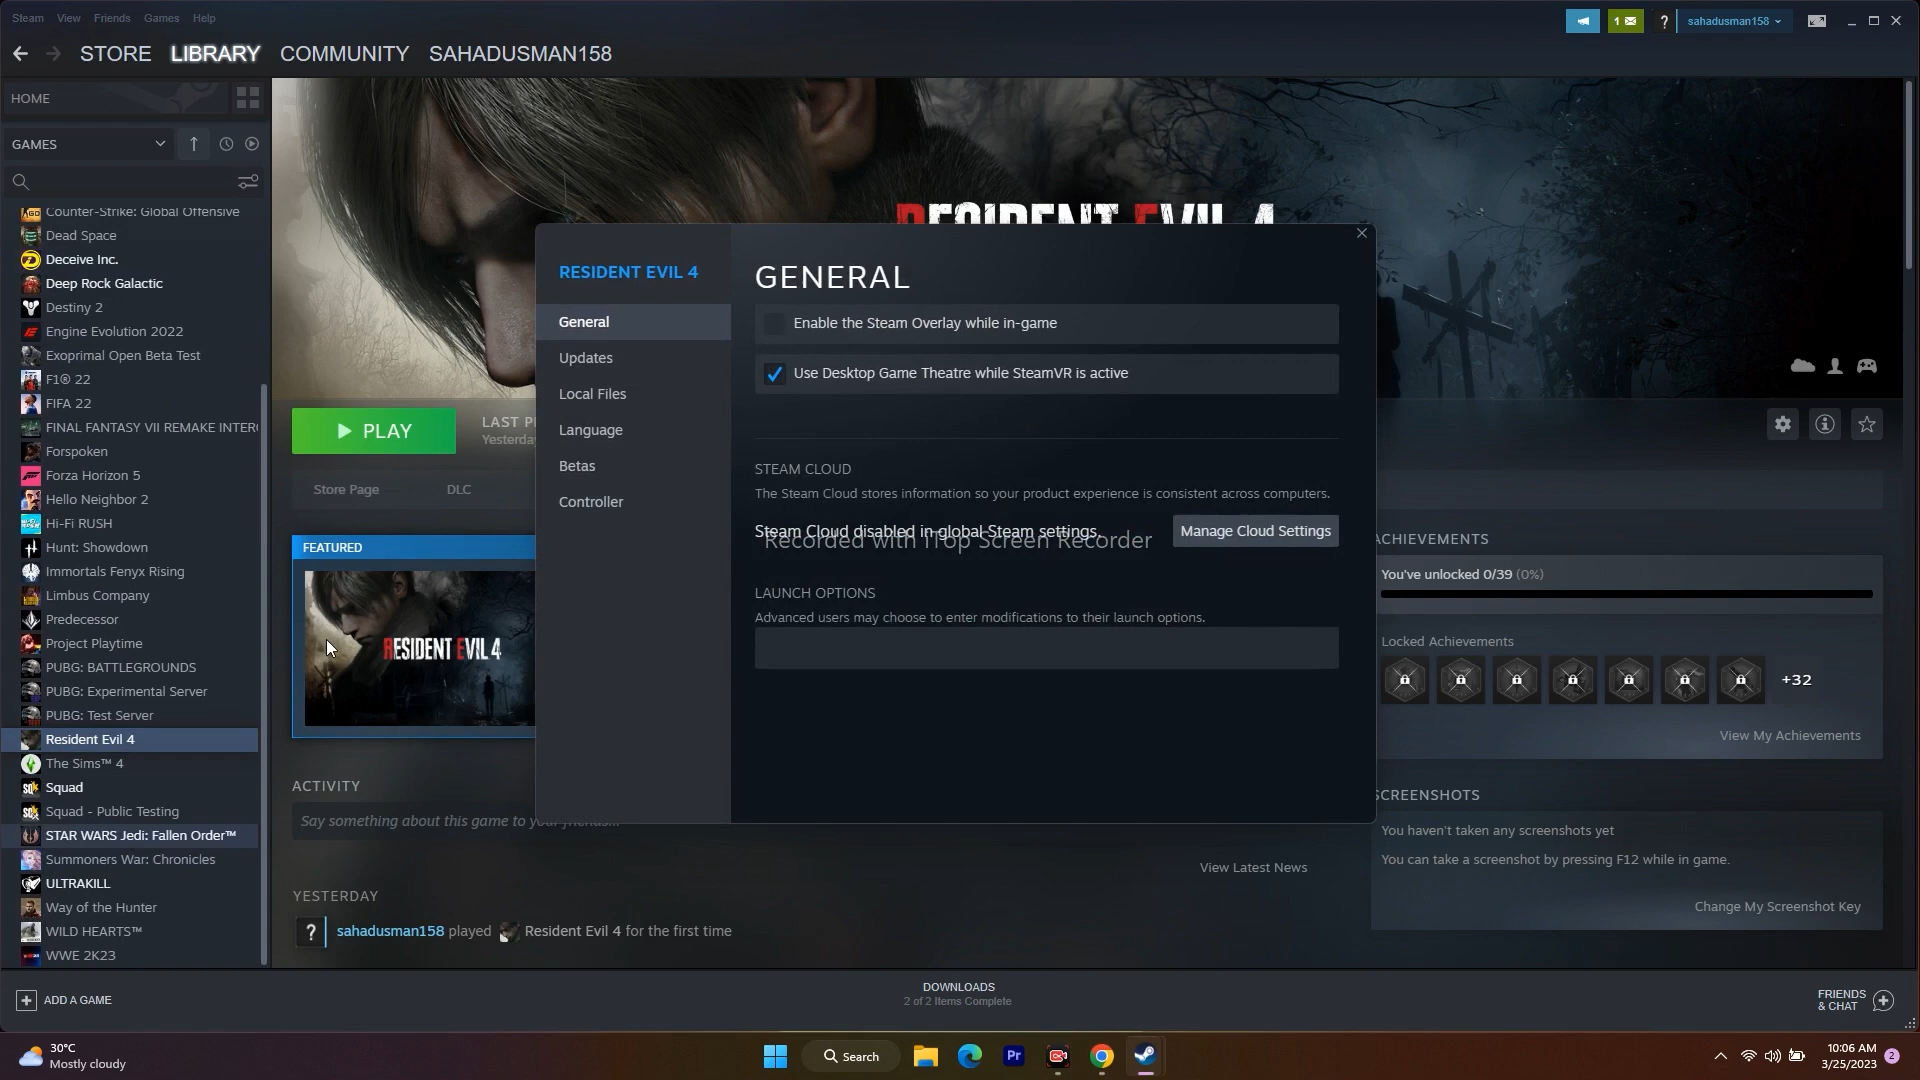 Steam View Friends Games Help
1 ? sahadusman158
STORE LIBRARY COMMUNITY SAHADUSMAN158
HOME
GAMES
Counter-Strike: Global Offensive
Dead Space
Deceive Inc.
Deep Rock Galactic
Destiny 2
Engine Evolution 2022
Exoprimal Open Beta Test
F1® 22
FIFA 22
FINAL FANTASY VII REMAKE INTERG
Forspoken
Forza Horizon 5
Hello Neighbor 2
Hi-Fi RUSH
Hunt: Showdown
Immortals Fenyx Rising
Limbus Company
Predecessor
Project Playtime
PUBG: BATTLEGROUNDS
PUBG: Experimental Server
PUBG: Test Server
Resident Evil 4
The Sims™ 4
Squad
Squad - Public Testing
STAR WARS Jedi: Fallen Order™
Summoners War: Chronicles
ULTRAKILL
Way of the Hunter
WILD HEARTS™
WWE 2K23
RESIDENT EVIL 4
PLAY
LAST P
Yesterday
Store Page DLC
FEATURED
RESIDENT EVIL 4
ACTIVITY
Say something about this game to your friends...
View Latest News
YESTERDAY
? sahadusman158 played Resident Evil 4 for the first time
RESIDENT EVIL 4
General
Updates
Local Files
Language
Betas
Controller
GENERAL
Enable the Steam Overlay while in-game
Use Desktop Game Theatre while SteamVR is active
STEAM CLOUD
The Steam Cloud stores information so your product experience is consistent across computers.
Steam Cloud disabled in global Steam settings. Manage Cloud Settings
Recorded with iTop Screen Recorder
LAUNCH OPTIONS
Advanced users may choose to enter modifications to their launch options.
ACHIEVEMENTS
You've unlocked 0/39 (0%)
Locked Achievements
+32
View My Achievements
SCREENSHOTS
You haven't taken any screenshots yet
You can take a screenshot by pressing F12 while in game.
Change My Screenshot Key
ADD A GAME
DOWNLOADS
2 of 2 Items Complete
FRIENDS
& CHAT
30°C
Mostly cloudy
Search
Pr
10:06 AM
3/25/2023
2